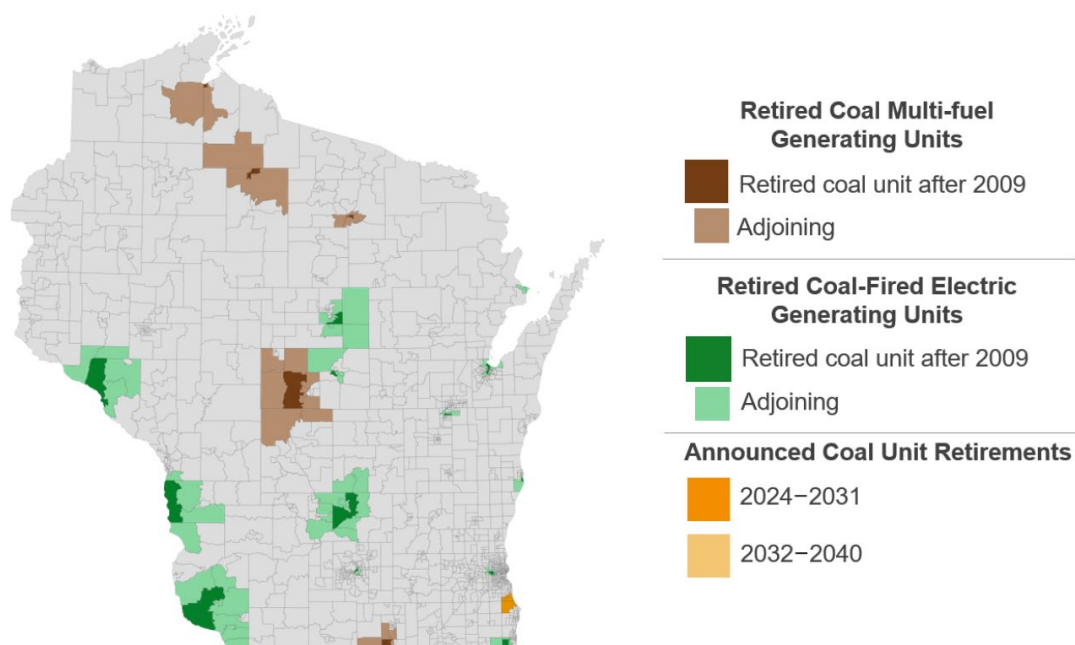 Retired Coal Multi-fuel
Generating Units
Retired coal unit after 2009
Adjoining
Retired Coal-Fired Electric
Generating Units
Retired coal unit after 2009
Adjoining
Announced Coal Unit Retirements
2024−2031
2032−2040